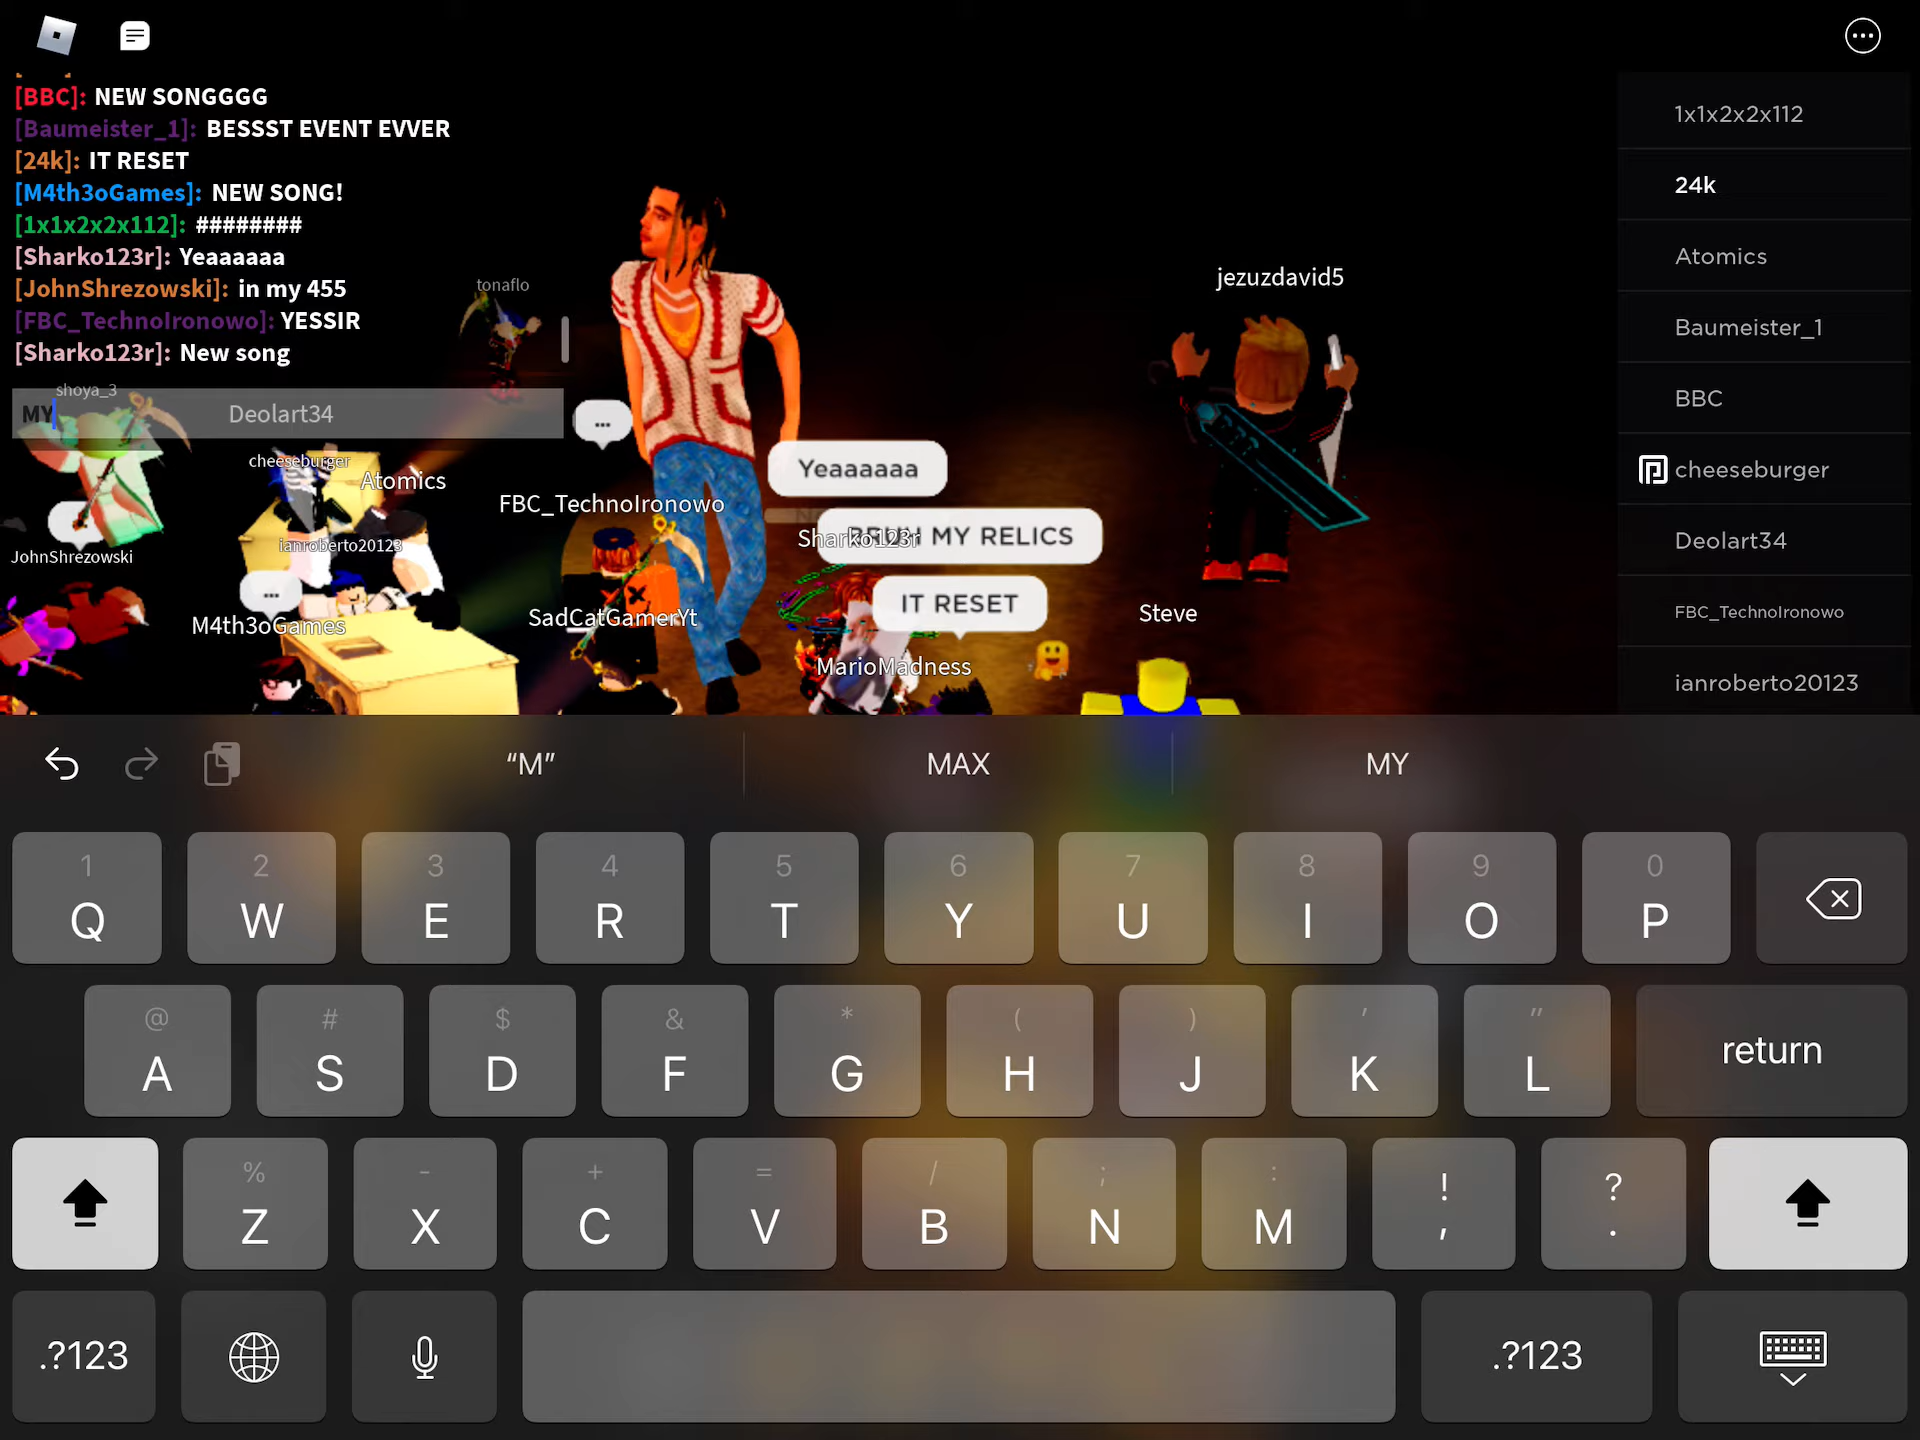 [BBC]: NEW SONGGGG
[Baumeister_1]: BESSST EVENT EVVER
[24k]: IT RESET
[M4th3oGames]: NEW SONG!
[1x1x2x2x112]: ########
[Sharko123r]: Yeaaaaaa
[JohnShrezowski]: in my 455
[FBC_TechnoIronowo]: YESSIR
[Sharko123r]: New song
MY
shoya_3
Deolart34
tonaflo
jezuzdavid5
...
cheeseburger
Atomics
FBC_TechnoIronowo
Yeaaaaaa
Sharko123r
MY RELICS
ianroberto20123
JohnShrezowski
...
M4th3oGames
SadCatGamerYt
IT RESET
Steve
MarioMadness
1x1x2x2x112
24k
Atomics
Baumeister_1
BBC
cheeseburger
Deolart34
FBC_TechnoIronowo
ianroberto20123
“M” MAX MY
1 2 3 4 5 6 7 8 9 0
Q W E R T Y U I O P
@ # $ & * ( ) ' "
A S D F G H J K L return
% - + = / ; : ! ?
Z X C V B N M , .
.?123 .?123